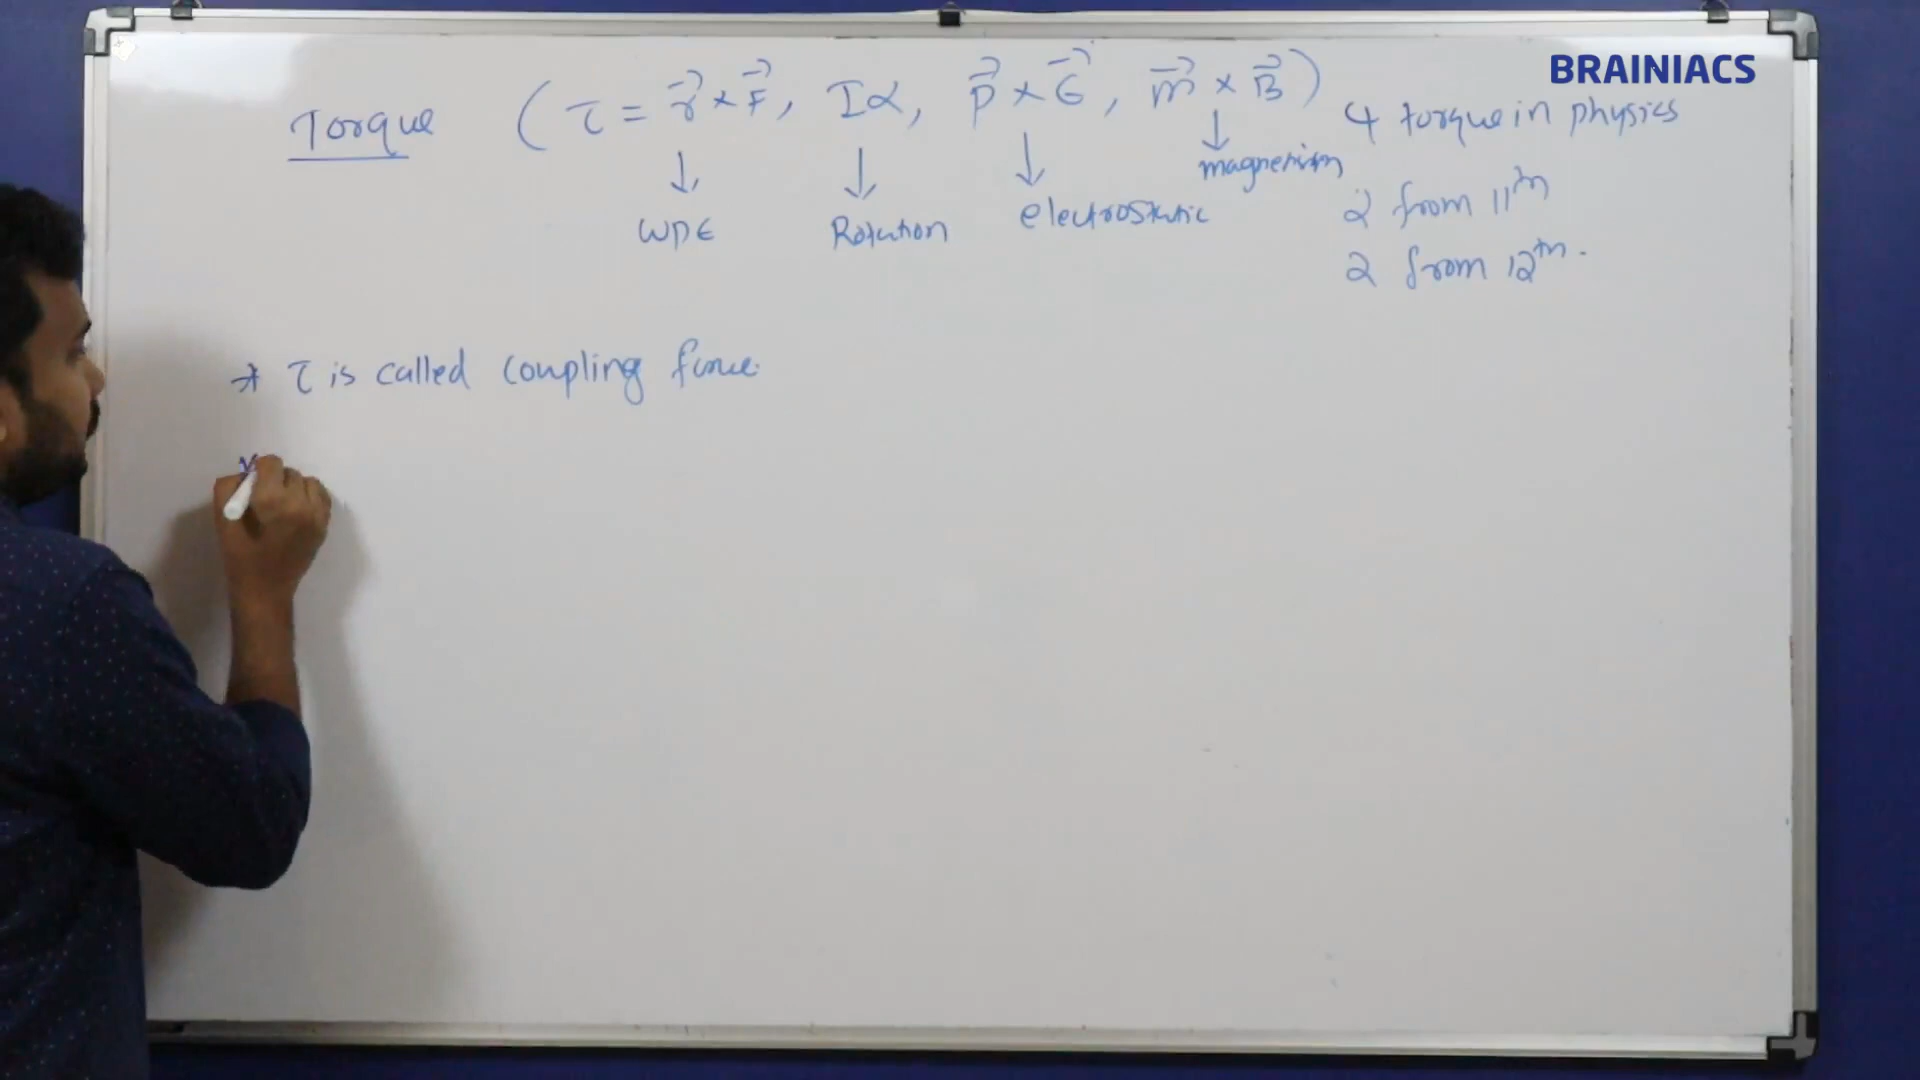 BRAINIACS
Torque ( τ = r⃗ × F⃗, Iα, p⃗ × E⃗, m⃗ × B⃗ )
4 torque in physics
WPE
Rotation
electrostatic
magnetism
2 from 11th
2 from 12th.
* τ is called coupling force.